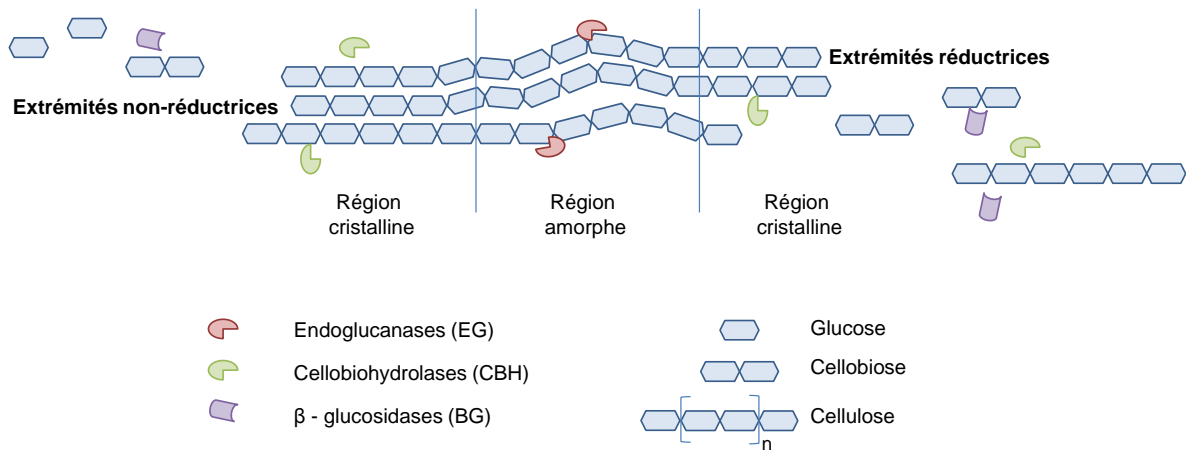 Extrémités réductrices
Extrémités non-réductrices
Région
cristalline
Région
amorphe
Région
cristalline
Endoglucanases (EG)
Cellobiohydrolases (CBH)
β - glucosidases (BG)
Glucose
Cellobiose
Cellulose
n